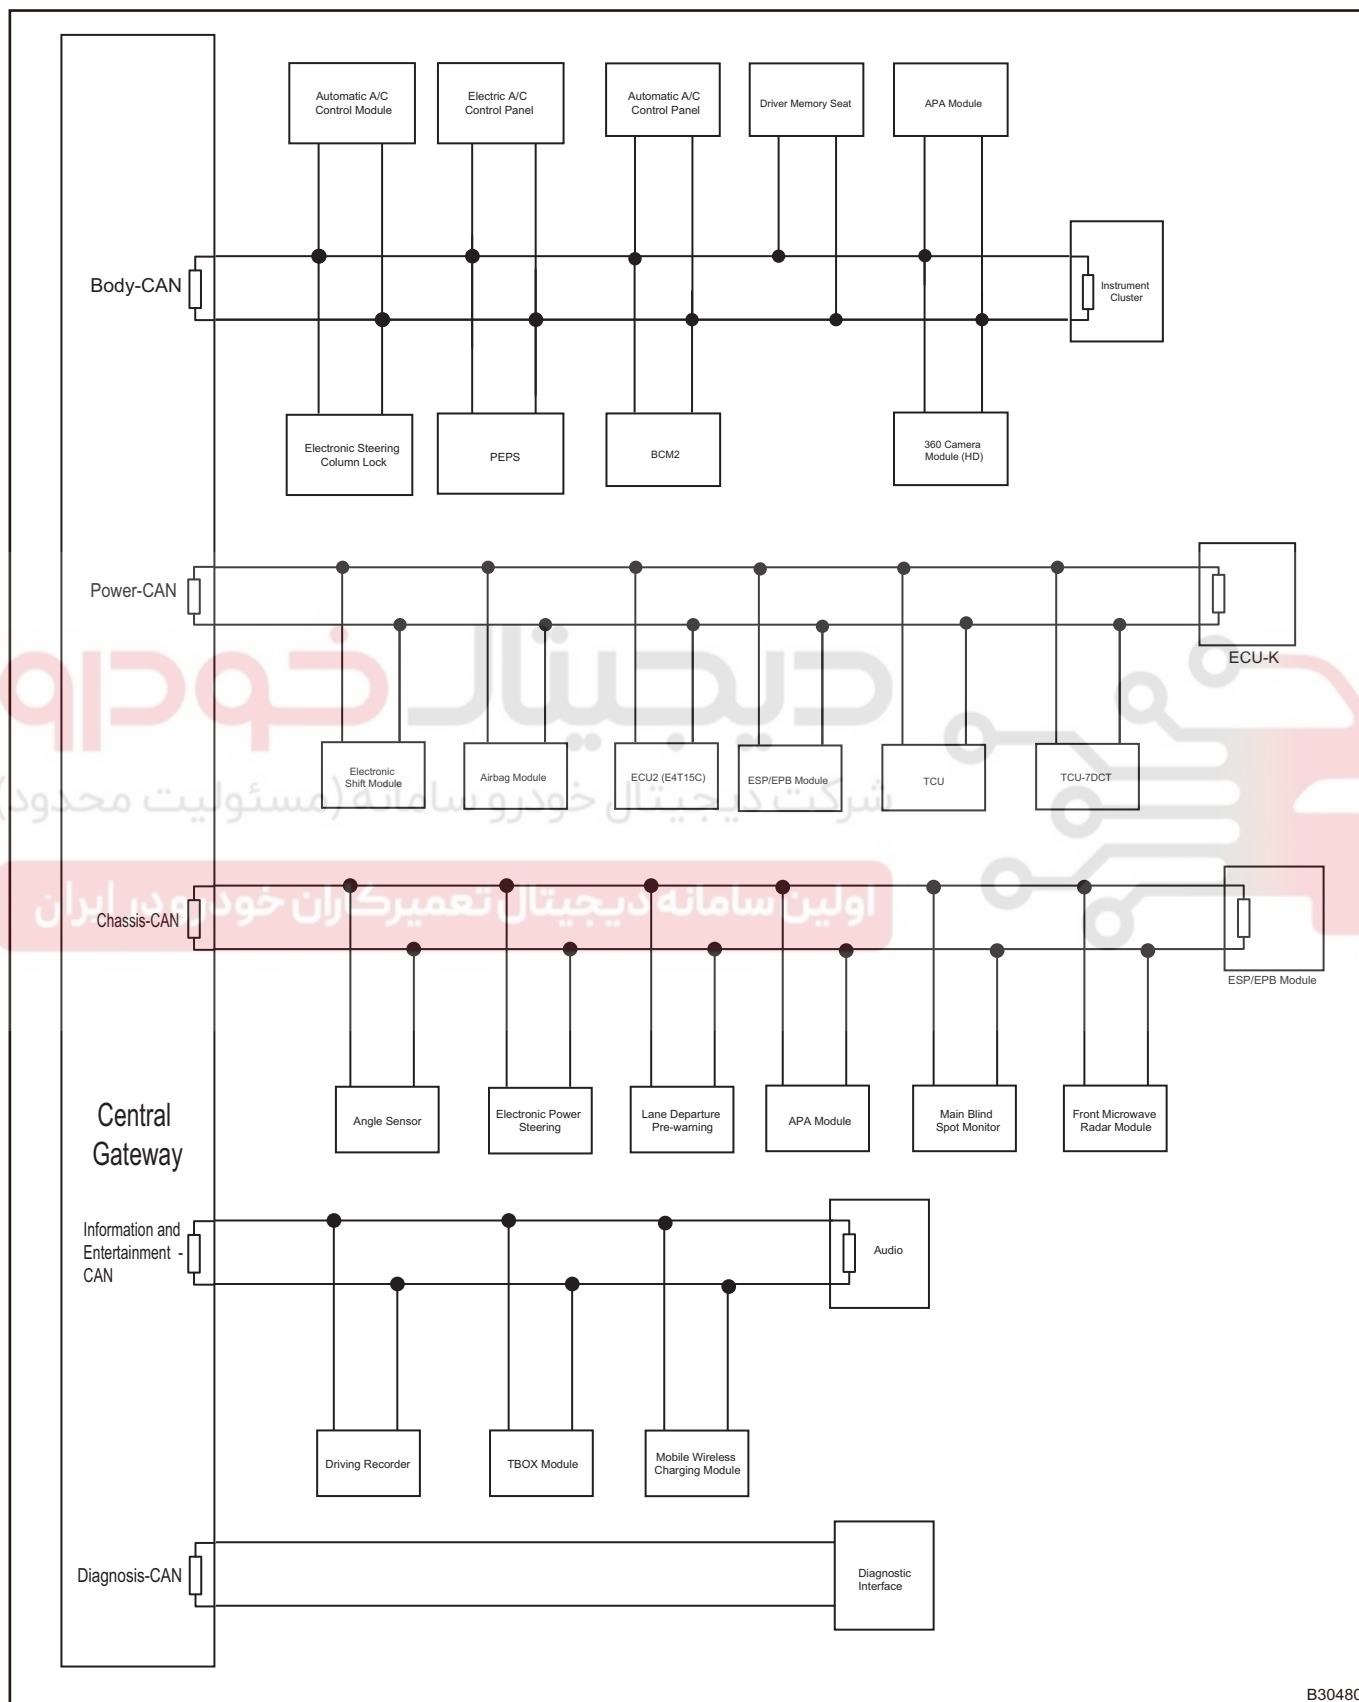 Automatic A/C
Control Module
Electric A/C
Control Panel
Automatic A/C
Control Panel
Driver Memory Seat
APA Module
Body-CAN
Instrument
Cluster
Electronic Steering
Column Lock
PEPS
BCM2
360 Camera
Module (HD)
Power-CAN
ECU-K
دیجیتال خودرو
Electronic
Shift Module
Airbag Module
ECU2 (E4T15C)
ESP/EPB Module
TCU
TCU-7DCT
شرکت دیجیتال خودرو سامانه (مسئولیت محدود)
اولین سامانه دیجیتال تعمیرکاران خودرو در ایران
Chassis-CAN
ESP/EPB Module
Angle Sensor
Electronic Power
Steering
Lane Departure
Pre-warning
APA Module
Main Blind
Spot Monitor
Front Microwave
Radar Module
Central
Gateway
Information and
Entertainment -
CAN
Audio
Driving Recorder
TBOX Module
Mobile Wireless
Charging Module
Diagnosis-CAN
Diagnostic
Interface
B30480